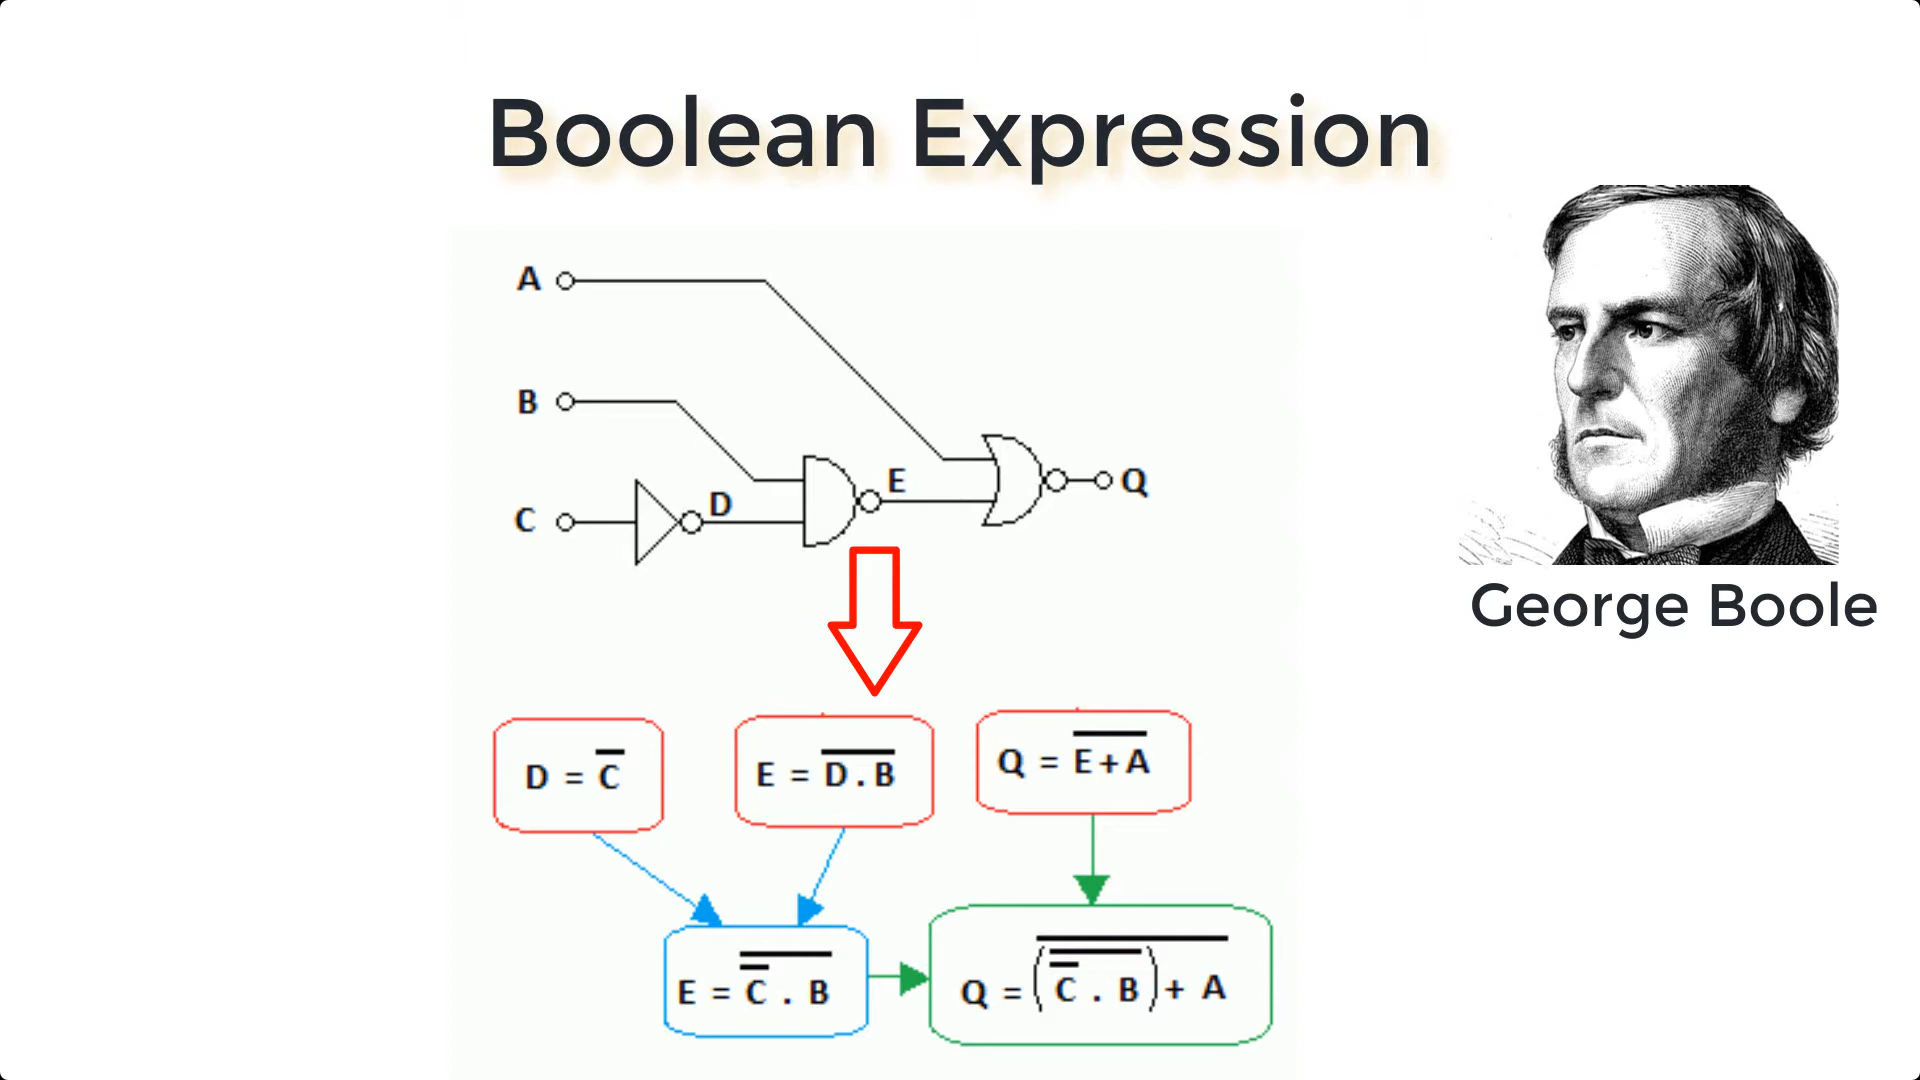 Boolean Expression
A
B
C
D
E
Q
George Boole
D = C̅
E = D̅ ̅.̅ ̅B̅
Q = E̅+̅A̅
E = C̅̅ ̅.̅ ̅B̅
Q = (C̅̅ ̅.̅ ̅B̅)̅ ̅+̅ ̅A̅